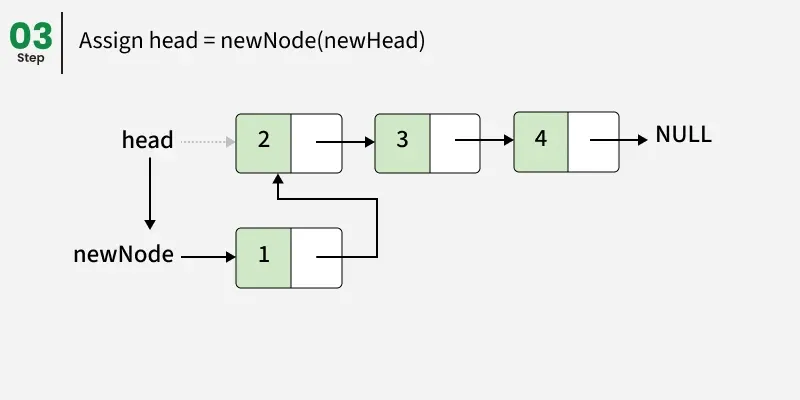 03
Step
Assign head = newNode(newHead)
head
2
3
4
NULL
newNode
1